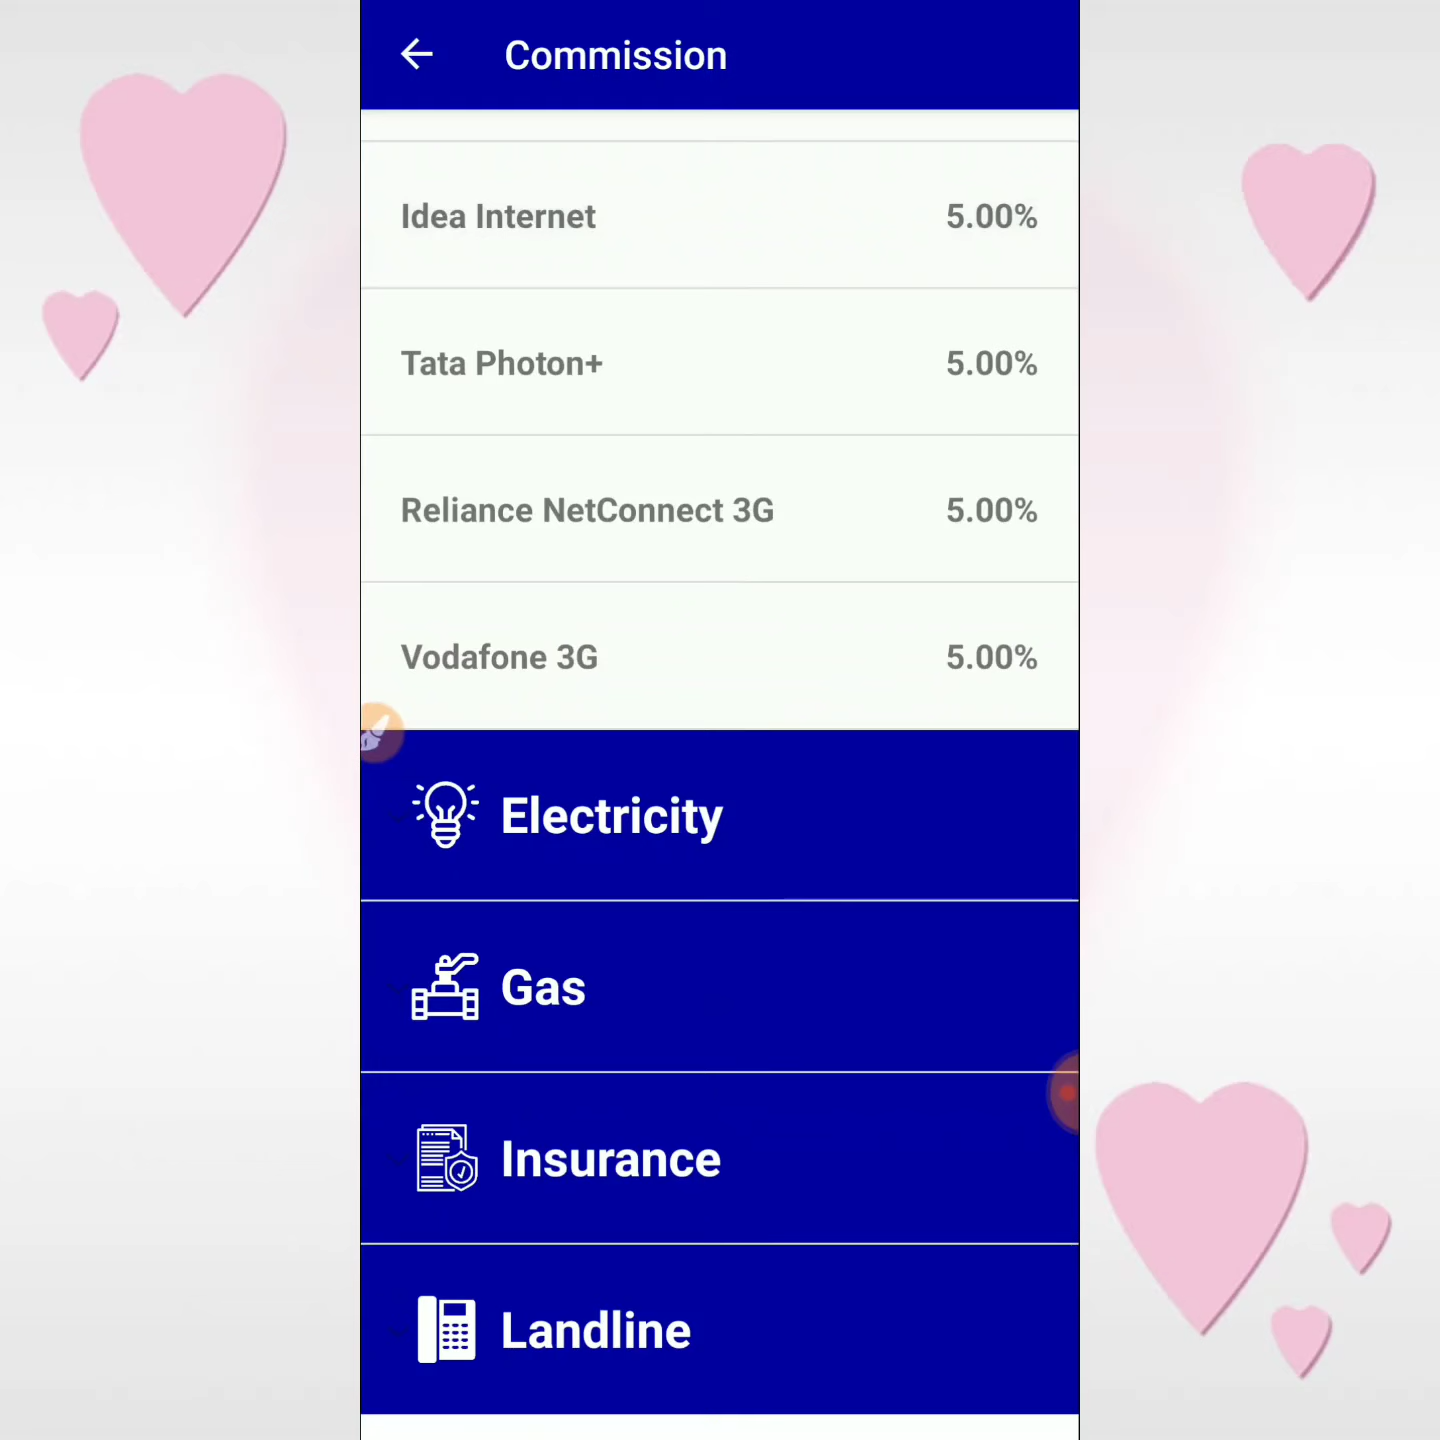 Commission
Idea Internet 5.00%
Tata Photon+ 5.00%
Reliance NetConnect 3G 5.00%
Vodafone 3G 5.00%
Electricity
Gas
Insurance
Landline